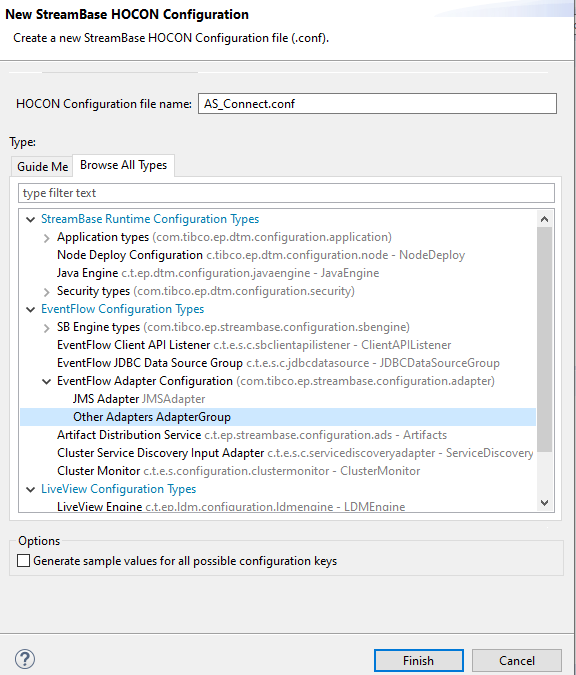 New StreamBase HOCON Configuration
Create a new StreamBase HOCON Configuration file (.conf).
HOCON Configuration file name: AS_Connect.conf
Type:
Guide Me Browse All Types
type filter text
StreamBase Runtime Configuration Types
Application types (com.tibco.ep.dtm.configuration.application)
Node Deploy Configuration c.tibco.ep.dtm.configuration.node - NodeDeploy
Java Engine c.t.ep.dtm.configuration.javaengine - JavaEngine
Security types (com.tibco.ep.dtm.configuration.security)
EventFlow Configuration Types
SB Engine types (com.tibco.ep.streambase.configuration.sbengine)
EventFlow Client API Listener c.t.e.s.c.sbclientapilistener - ClientAPIListener
EventFlow JDBC Data Source Group c.t.e.s.c.jdbcdatasource - JDBCDataSourceGroup
EventFlow Adapter Configuration (com.tibco.ep.streambase.configuration.adapter)
JMS Adapter JMSAdapter
Other Adapters AdapterGroup
Artifact Distribution Service c.t.ep.streambase.configuration.ads - Artifacts
Cluster Service Discovery Input Adapter c.t.e.s.c.servicediscoveryadapter - ServiceDiscovery
Cluster Monitor c.t.e.s.configuration.clustermonitor - ClusterMonitor
LiveView Configuration Types
LiveView Engine c.t.ep.ldm.configuration.ldmengine - LDMEngine
Options
Generate sample values for all possible configuration keys
?
Finish Cancel